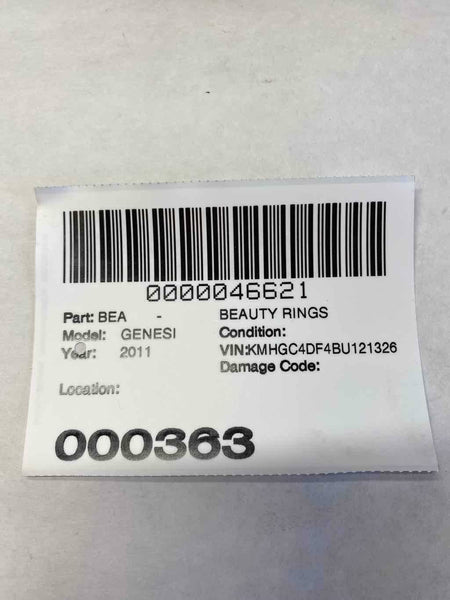 0000046621
Part: BEA - BEAUTY RINGS
Model: GENESI Condition:
Year: 2011 VIN:KMHGC4DF4BU121326
Damage Code:
Location:
000363